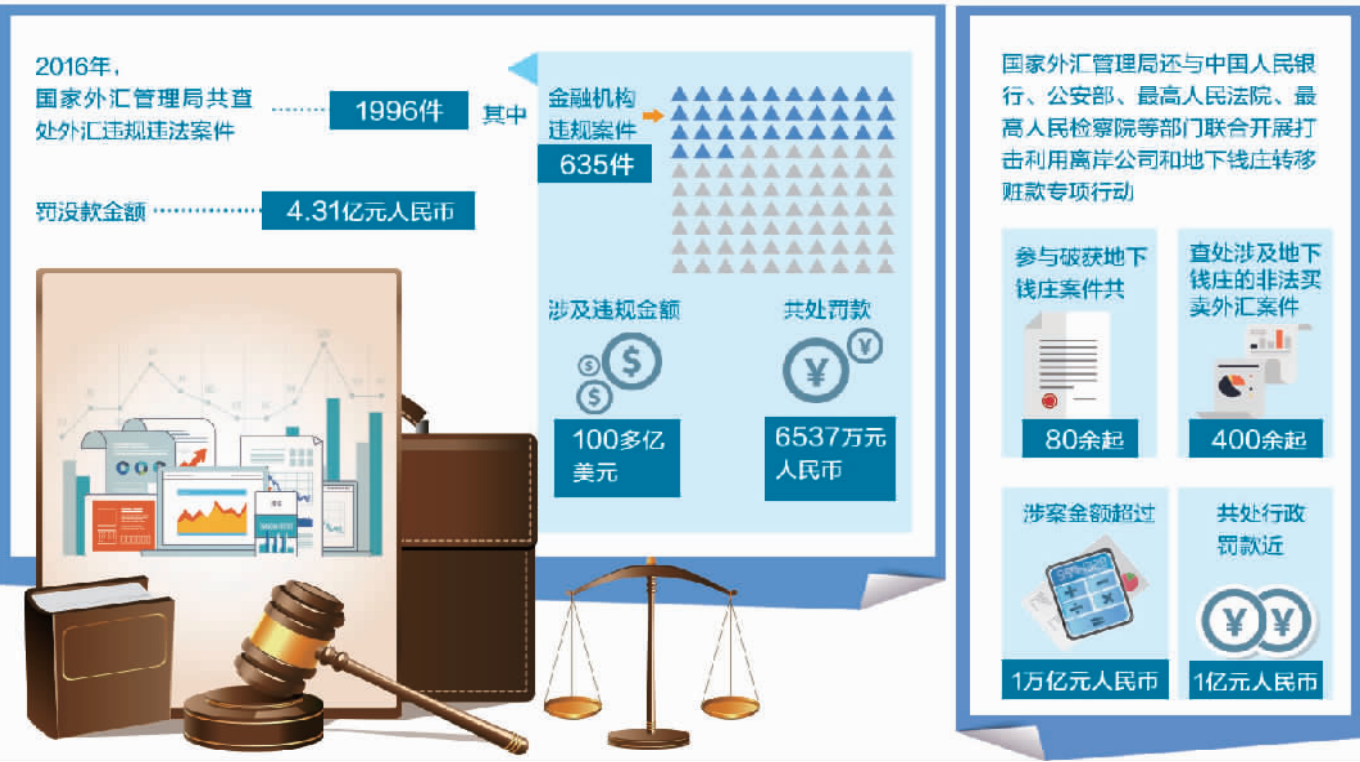 2016年，
国家外汇管理局共查
处外汇违规违法案件
1996件
其中
罚没款金额
4.31亿元人民币
金融机构
违规案件
635件
涉及违规金额
100多亿
美元
共处罚款
6537万元
人民币
国家外汇管理局还与中国人民银
行、公安部、最高人民法院、最
高人民检察院等部门联合开展打
击利用离岸公司和地下钱庄转移
赃款专项行动
参与破获地下
钱庄案件共
80余起
查处涉及地下
钱庄的非法买
卖外汇案件
400余起
涉案金额超过
1万亿元人民币
共处行政
罚款近
1亿元人民币